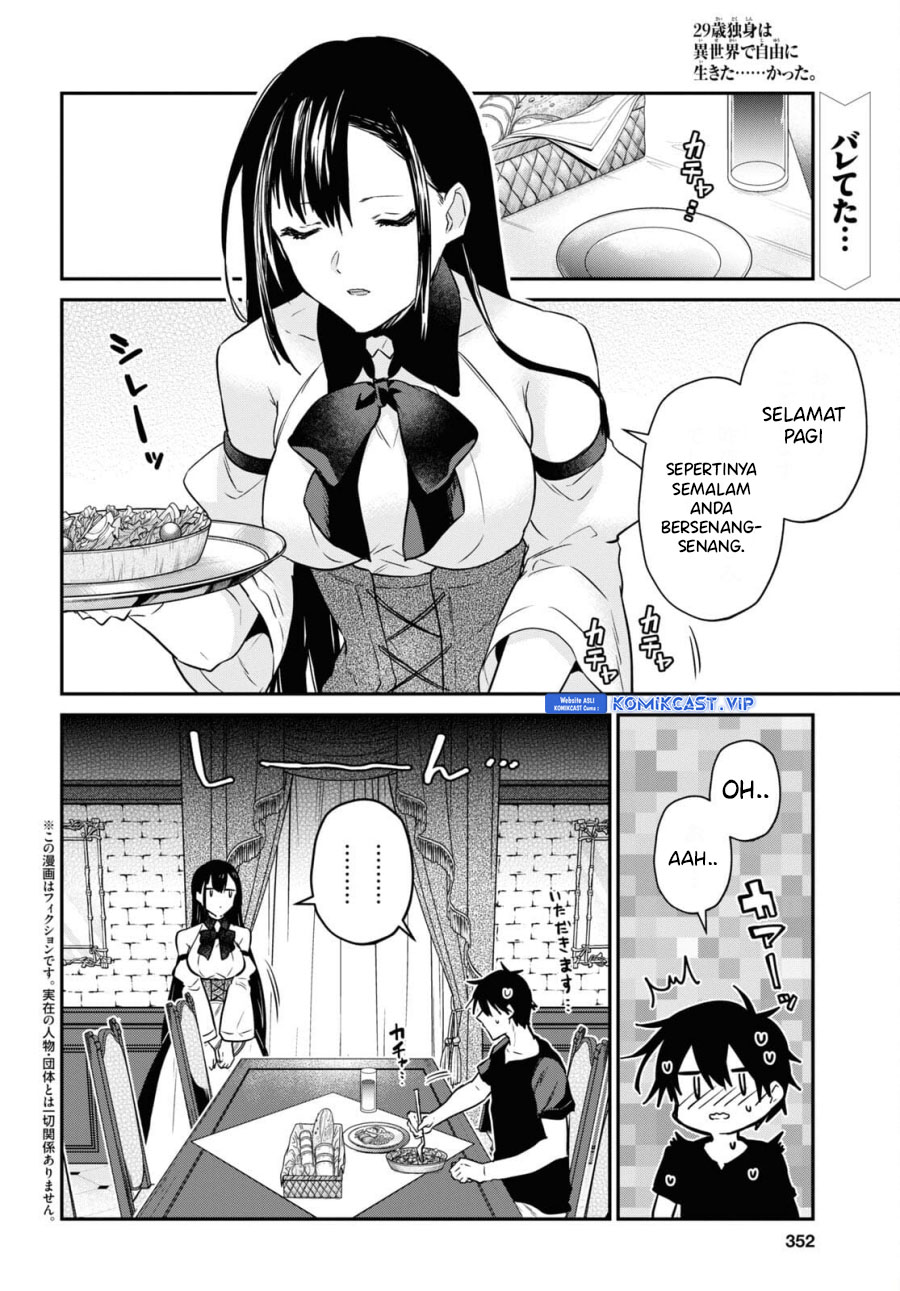 29歳独身は
異世界で自由に
生きた……かった。
バレてた…
カチャ…
SELAMAT
PAGI
SEPERTINYA
SEMALAM
ANDA
BERSENANG-
SENANG.
シレーッ
カチャ
カチャ
Website ASLI
KOMIKCAST Cuma :
KOMIKCAST.VIP
OH..
AAH..
カァーッ
しーーん…
………
………
いただきます…
カチャ…
※この漫画はフィクションです。実在の人物・団体とは一切関係ありません。
352